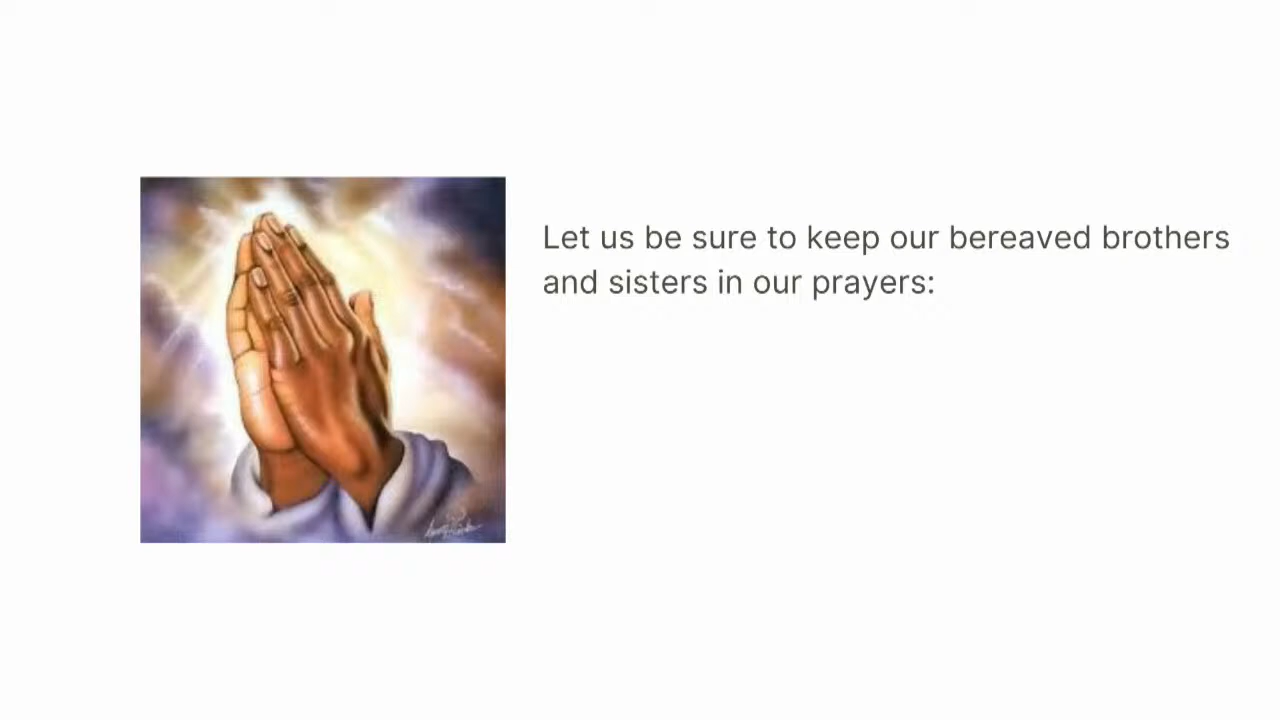 Let us be sure to keep our bereaved brothers
and sisters in our prayers: